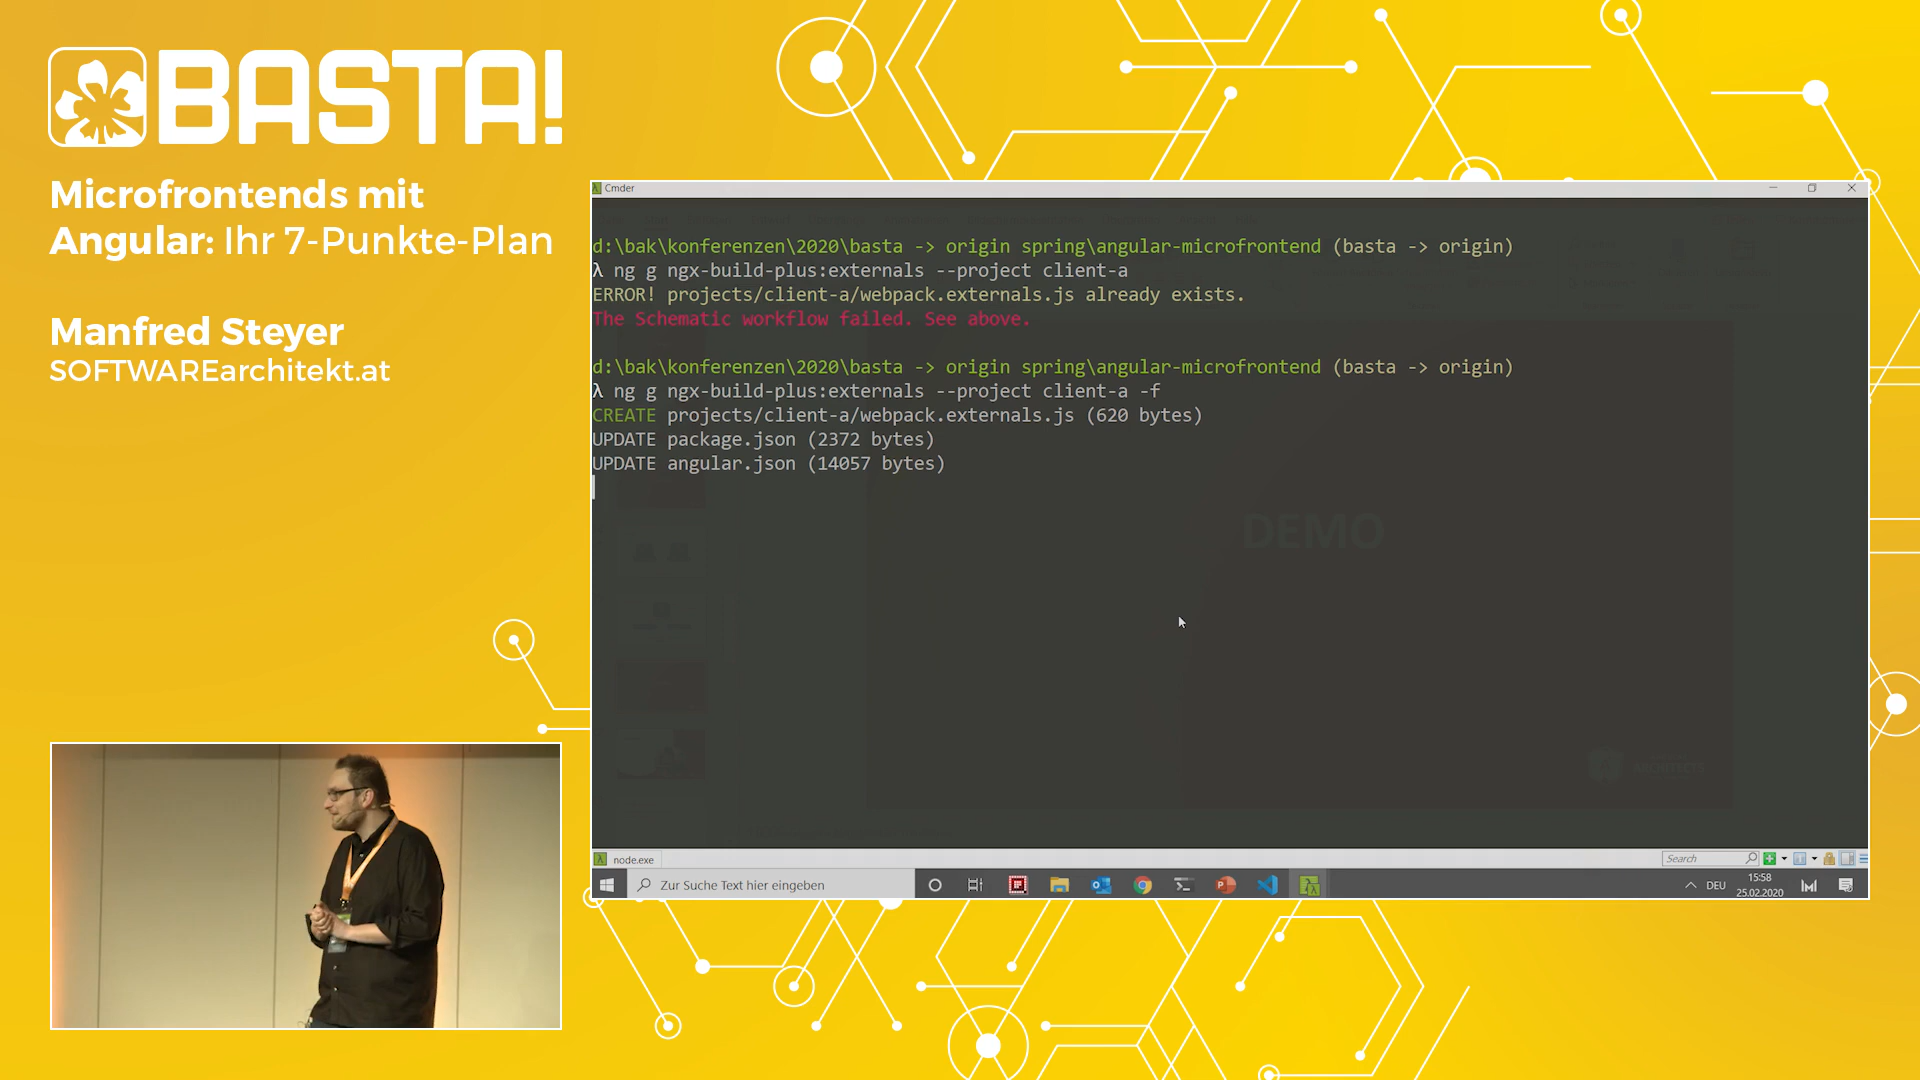 BASTA!
Microfrontends mit
Angular: Ihr 7-Punkte-Plan
Manfred Steyer
SOFTWAREarchitekt.at
Cmder
d:\bak\konferenzen\2020\basta -> origin spring\angular-microfrontend (basta -> origin)
λ ng g ngx-build-plus:externals --project client-a
ERROR! projects/client-a/webpack.externals.js already exists.
The Schematic workflow failed. See above.
d:\bak\konferenzen\2020\basta -> origin spring\angular-microfrontend (basta -> origin)
λ ng g ngx-build-plus:externals --project client-a -f
CREATE projects/client-a/webpack.externals.js (620 bytes)
UPDATE package.json (2372 bytes)
UPDATE angular.json (14057 bytes)
DEMO
node.exe
Search
Zur Suche Text hier eingeben
DEU
15:58
25.02.2020